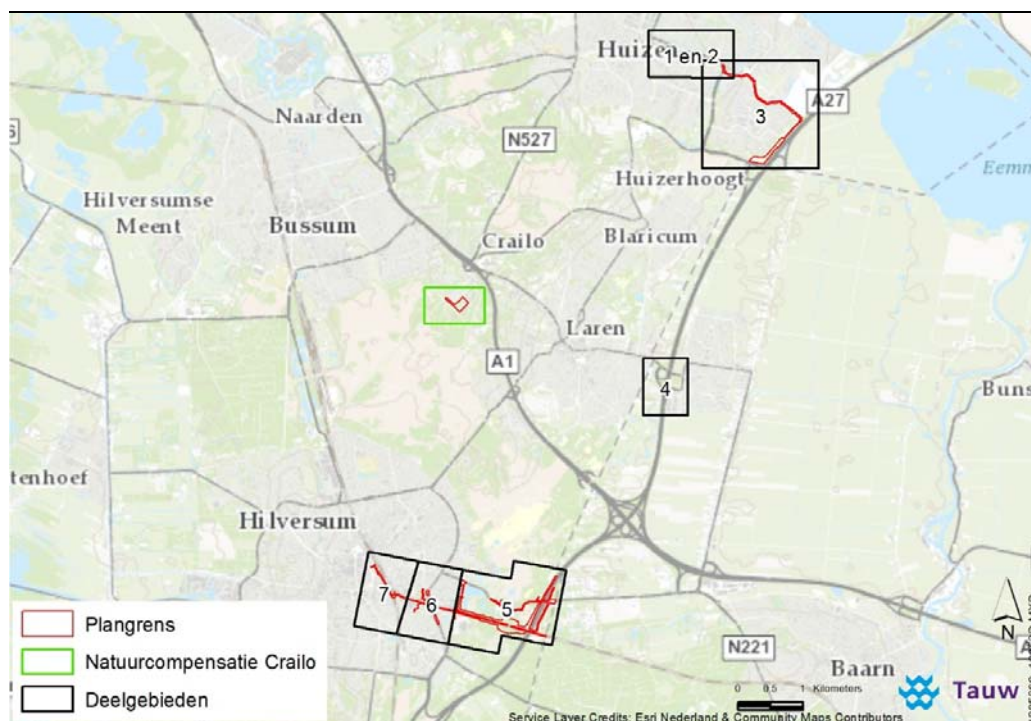 Huizen
1 en 2
Naarden
A27
3
N527
Huizerhoogt
Eemm
Hilversumse
Meent
Bussum
Crailo
Blaricum
Laren
A1
4
Buns
tenhoef
Hilversum
7
6
5
N221
Baarn
Plangrens
Natuurcompensatie Crailo
Deelgebieden
0 0.5 1 Kilometers
N
Tauw
Service Layer Credits: Esri Nederland & Community Maps Contributors